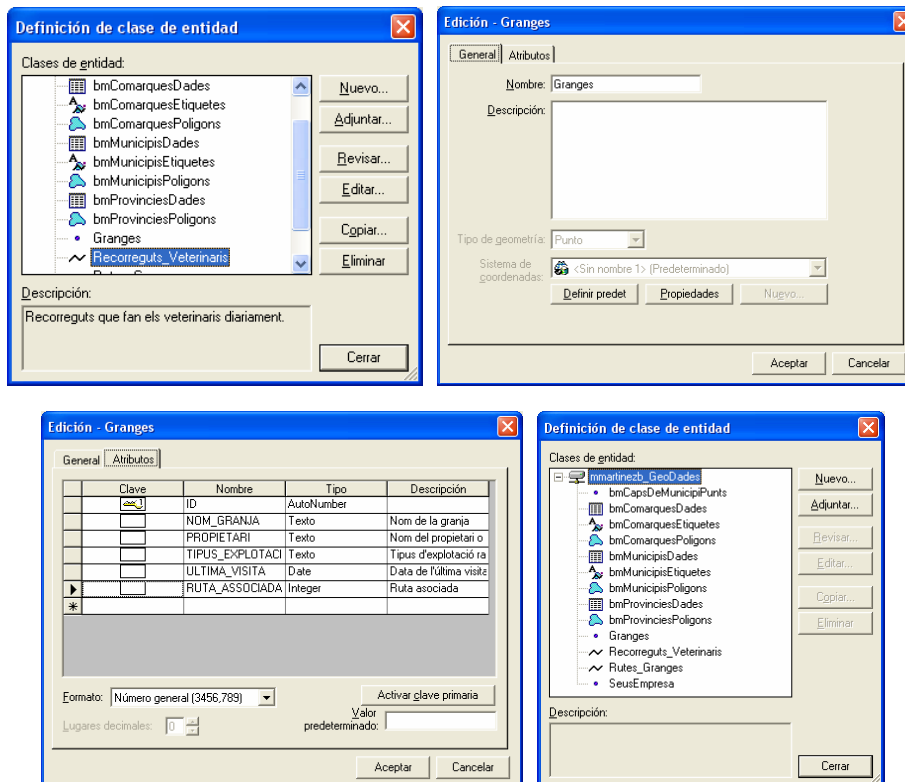 Definición de clase de entidad
Clases de entidad:
bmComarquesDades
bmComarquesEtiquetes
bmComarquesPoligons
bmMunicipisDades
bmMunicipisEtiquetes
bmMunicipisPoligons
bmProvinciesDades
bmProvinciesPoligons
Granges
Recorreguts_Veterinaris
Nuevo...
Adjuntar...
Revisar...
Editar...
Copiar...
Eliminar
Descripción:
Recorreguts que fan els veterinaris diariament.
Cerrar
Edición - Granges
General Atributos
Nombre: Granges
Descripción:
Tipo de geometría: Punto
Sistema de coordenadas: <Sin nombre 1> (Predeterminado)
Definir predet Propiedades Nuevo...
Aceptar Cancelar
Edición - Granges
General Atributos
Clave Nombre Tipo Descripción
ID AutoNumber
NOM_GRANJA Texto Nom de la granja
PROPIETARI Texto Nom del propietari o
TIPUS_EXPLOTACI Texto Tipus d'explotació ra
ULTIMA_VISITA Date Data de l'última visita
RUTA_ASSOCIADA Integer Ruta asociada
Formato: Número general (3456,789)
Activar clave primaria
Lugares decimales: 0
Valor predeterminado:
Aceptar Cancelar
Definición de clase de entidad
Clases de entidad:
mmartinezb_GeoDades
bmCapsDeMunicipiPunts
bmComarquesDades
bmComarquesEtiquetes
bmComarquesPoligons
bmMunicipisDades
bmMunicipisEtiquetes
bmMunicipisPoligons
bmProvinciesDades
bmProvinciesPoligons
Granges
Recorreguts_Veterinaris
Rutes_Granges
SeusEmpresa
Nuevo...
Adjuntar...
Revisar...
Editar...
Copiar...
Eliminar
Descripción:
Cerrar